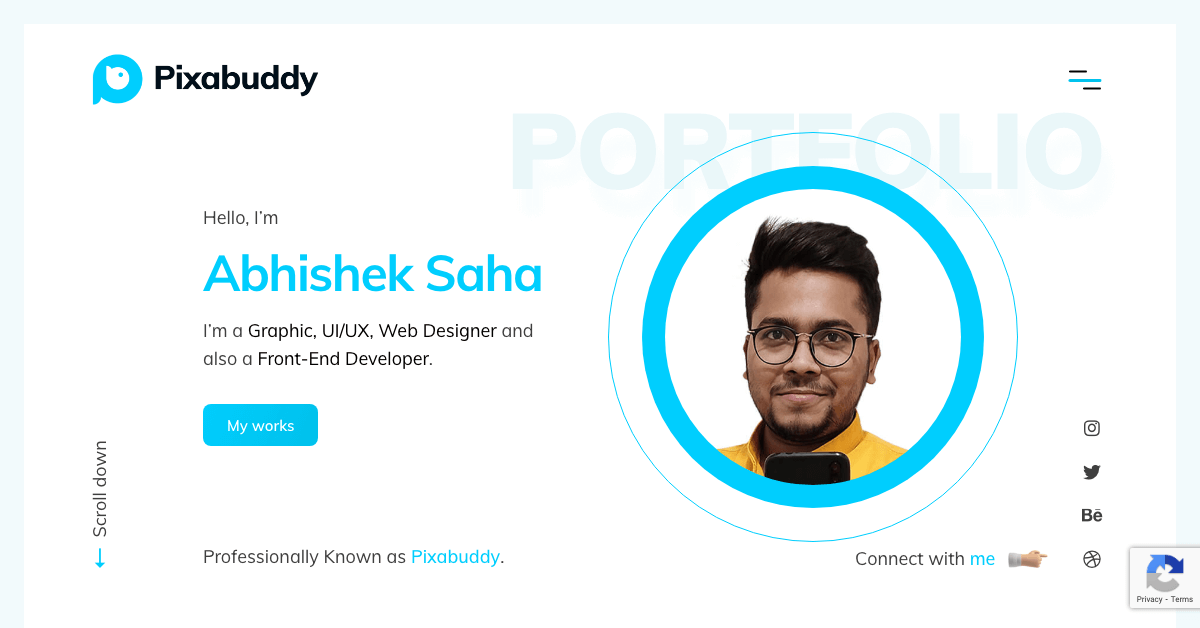 Pixabuddy
PORTFOLIO
Hello, I'm
Abhishek Saha
I'm a Graphic, UI/UX, Web Designer and
also a Front-End Developer.
My works
Scroll down
Professionally Known as Pixabuddy.
Connect with me
Bē
Privacy - Terms